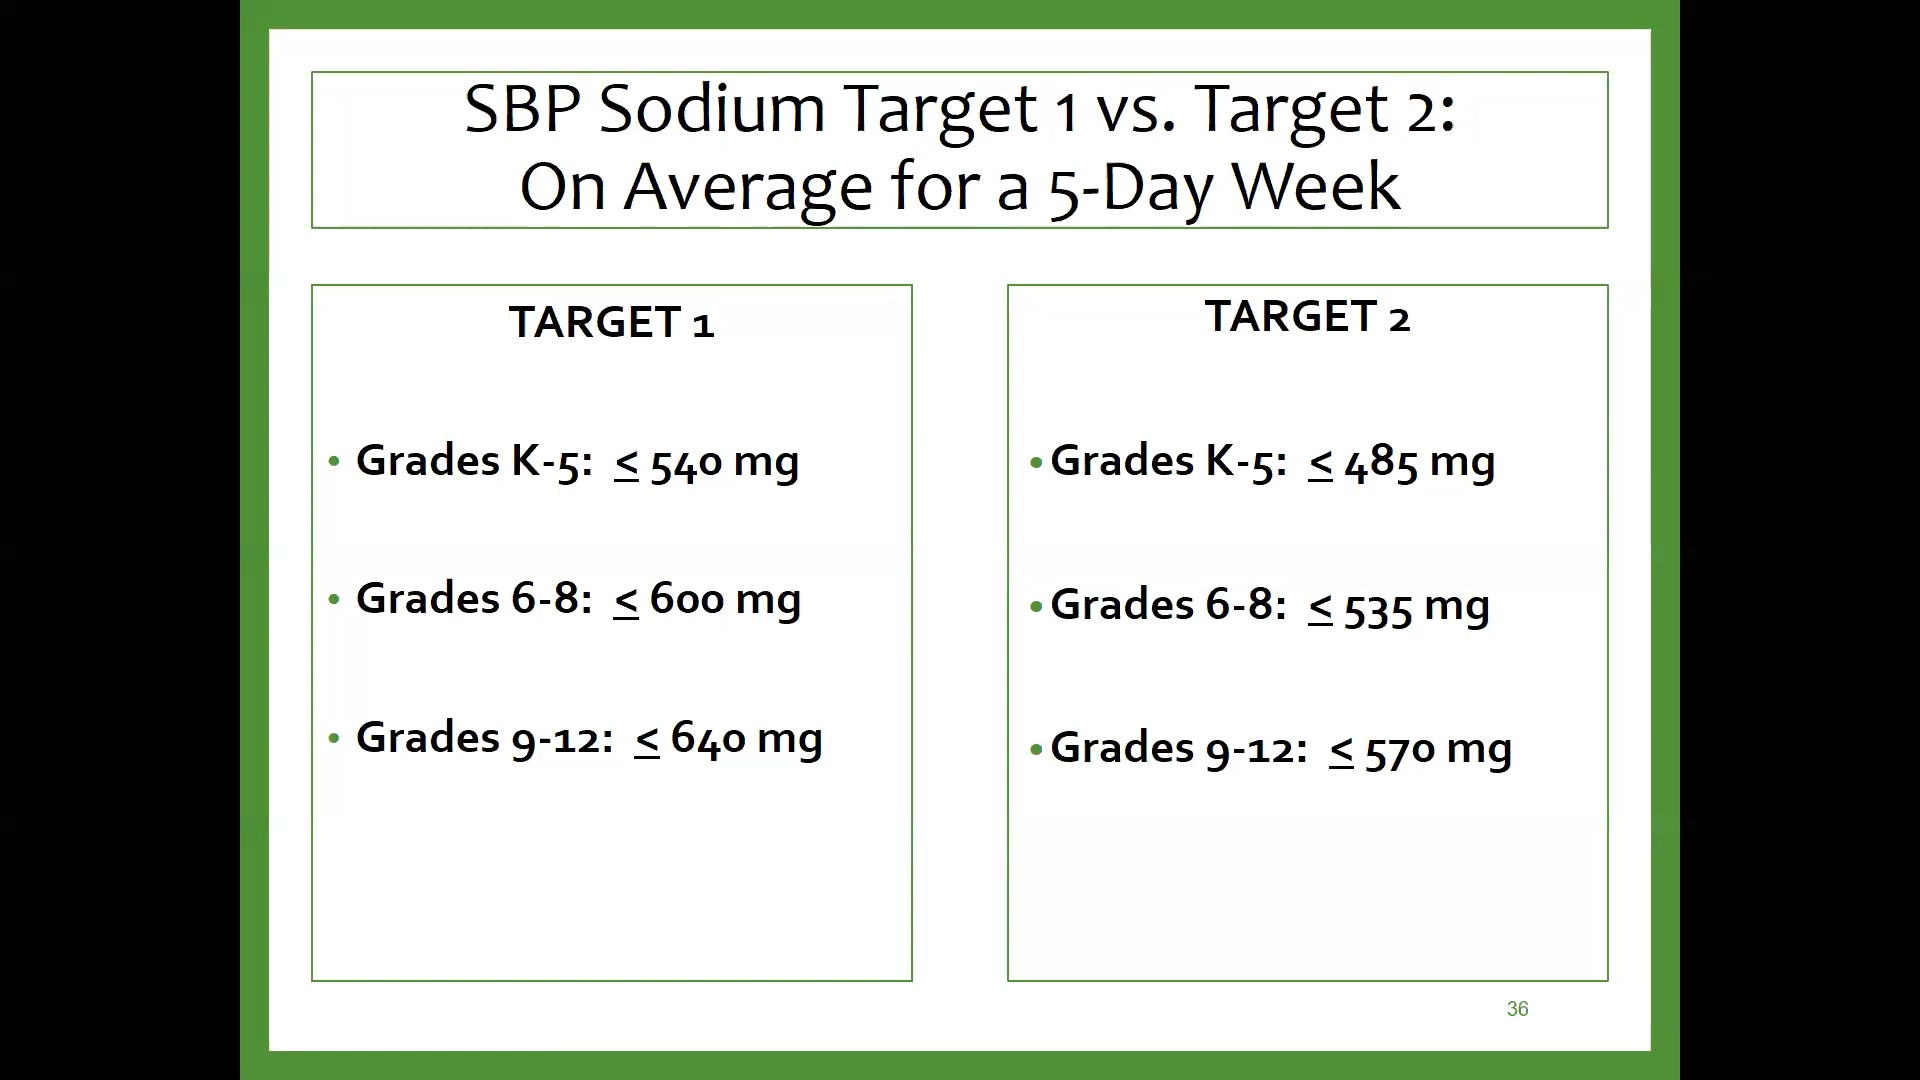 SBP Sodium Target 1 vs. Target 2:
On Average for a 5-Day Week
TARGET 1
• Grades K-5: ≤ 540 mg
• Grades 6-8: ≤ 600 mg
• Grades 9-12: ≤ 640 mg
TARGET 2
• Grades K-5: ≤ 485 mg
• Grades 6-8: ≤ 535 mg
• Grades 9-12: ≤ 570 mg
36